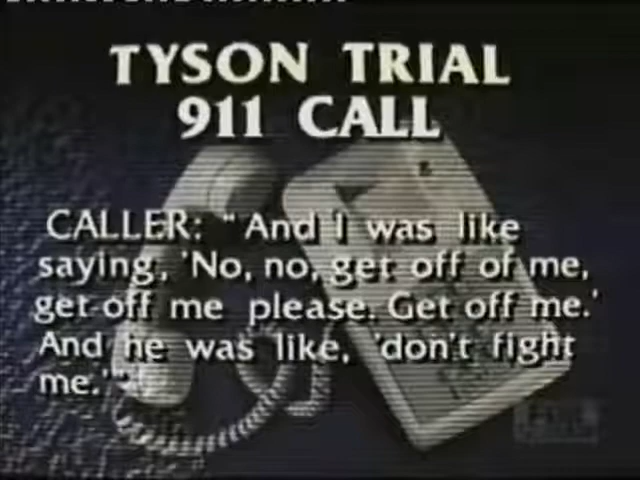 TYSON TRIAL
911 CALL
CALLER: "And I was like
saying, 'No, no, get off of me,
get off me please. Get off me.'
And he was like, 'don't fight
me.'"